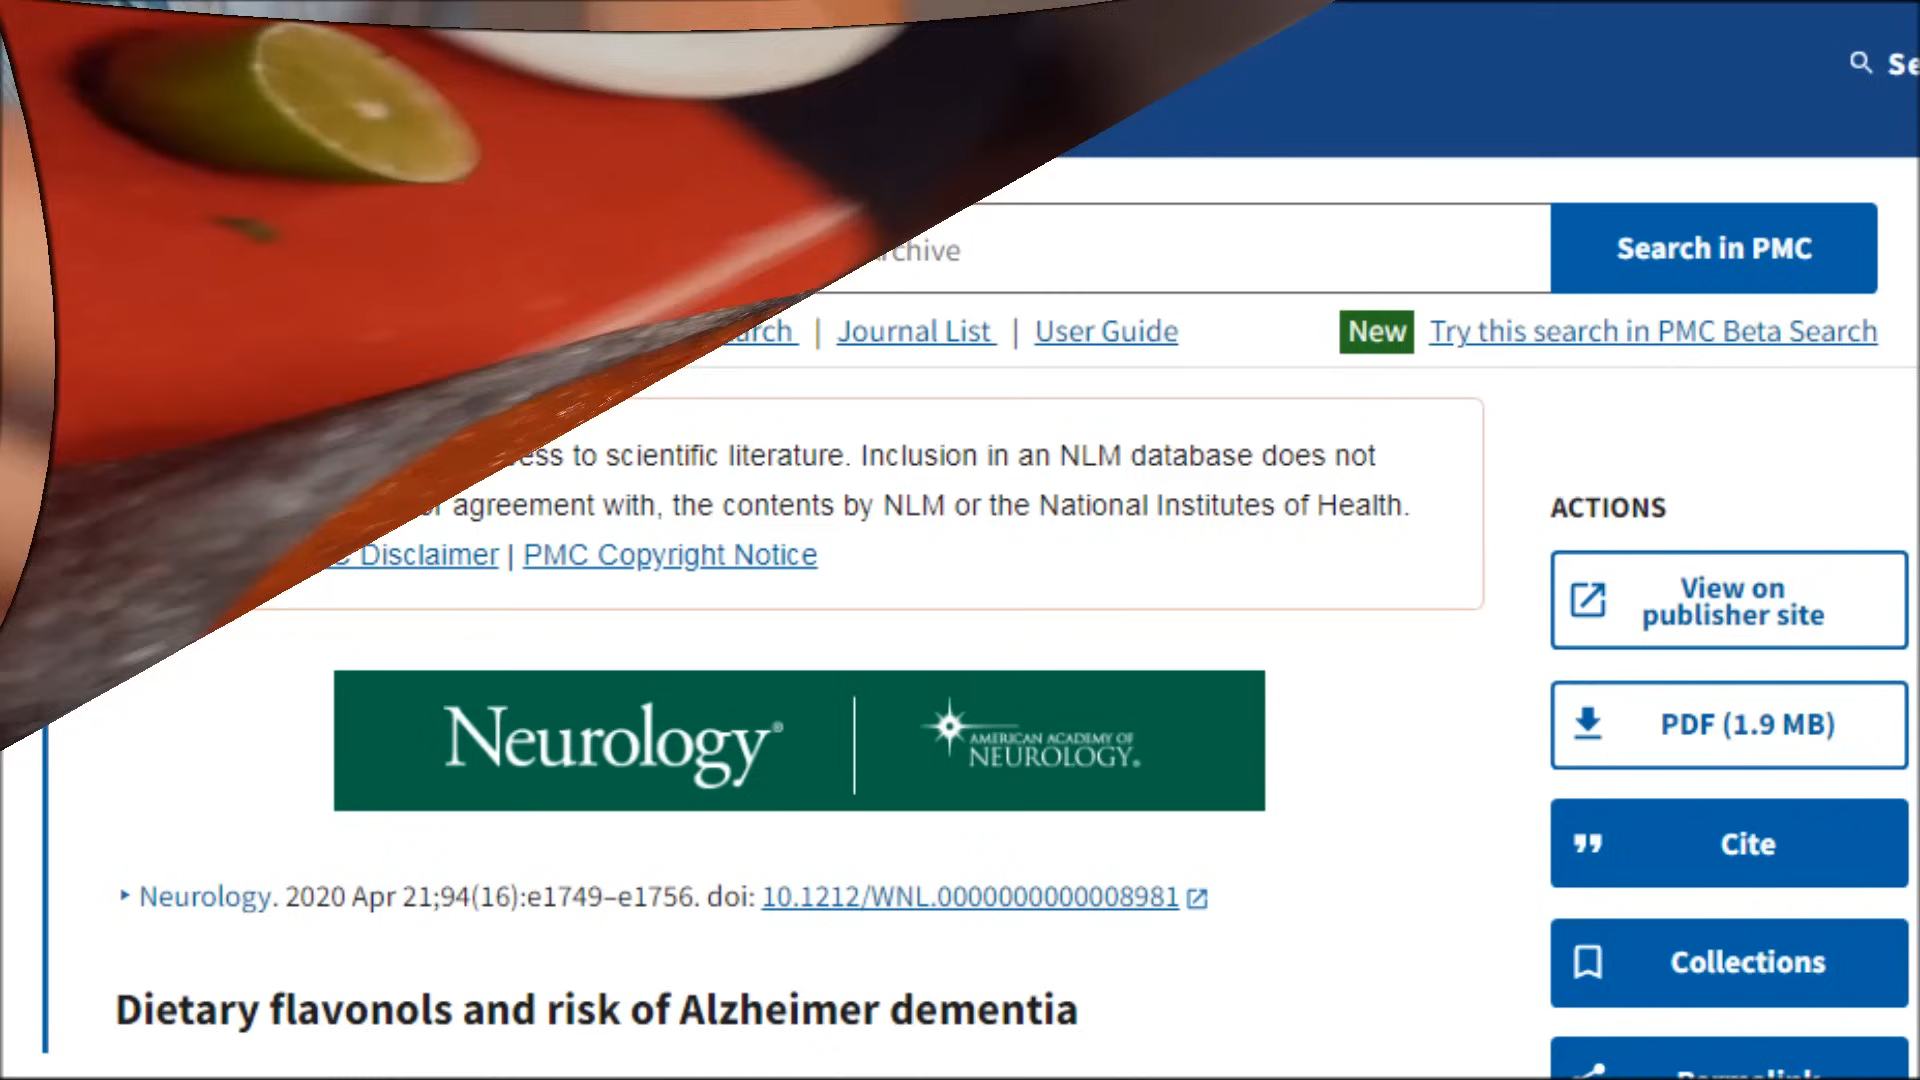 Search in PMC
Journal List | User Guide
New Try this search in PMC Beta Search
to scientific literature. Inclusion in an NLM database does not
agreement with, the contents by NLM or the National Institutes of Health.
Disclaimer | PMC Copyright Notice
ACTIONS
View on
publisher site
PDF (1.9 MB)
Cite
Collections
Neurology®
AMERICAN ACADEMY OF
NEUROLOGY®
Neurology. 2020 Apr 21;94(16):e1749–e1756. doi: 10.1212/WNL.0000000000008981
Dietary flavonols and risk of Alzheimer dementia